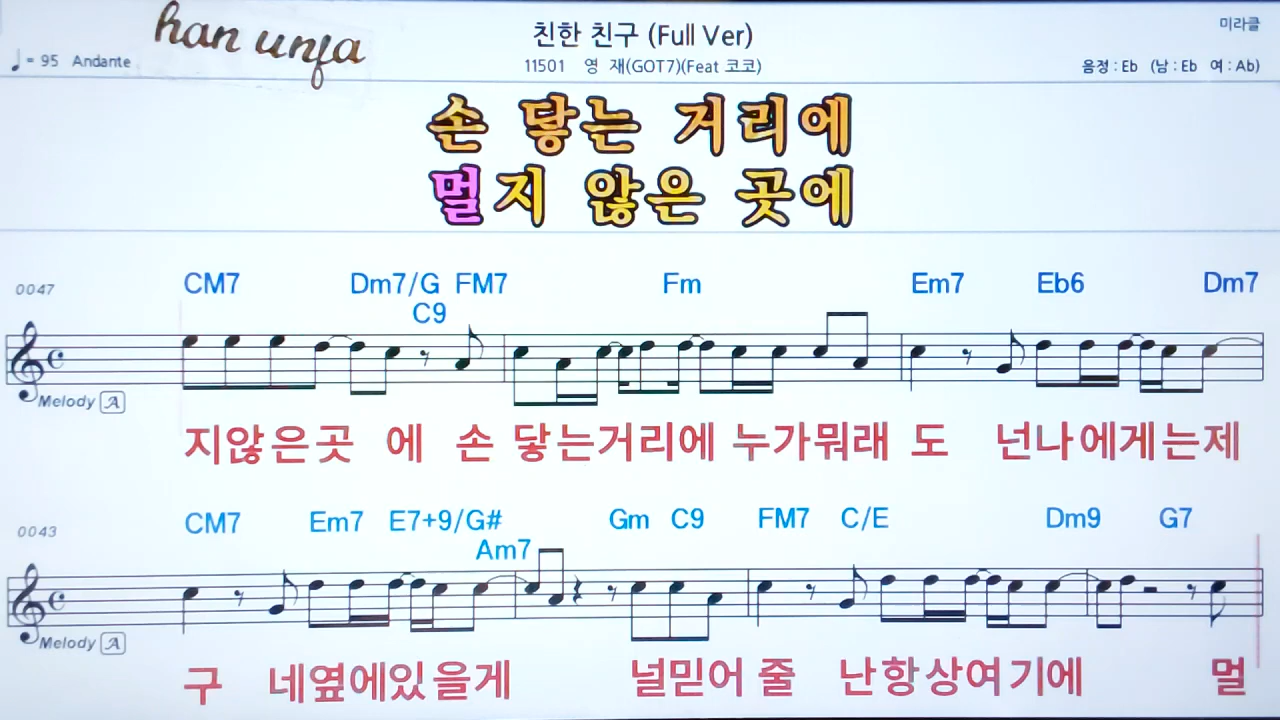 han unfa
친한 친구 (Full Ver)
미라클
♩= 95 Andante
11501 영 재(GOT7)(Feat 코코)
음정 : Eb (남 : Eb 여 : Ab)
손 닿는 거리에
멀지 않은 곳에
0047
CM7 Dm7/G FM7 Fm Em7 Eb6 Dm7
C9
Melody A
지않은곳 에 손 닿는거리에 누가뭐래 도 넌나에게는제
0043
CM7 Em7 E7+9/G# Gm C9 FM7 C/E Dm9 G7
Am7
Melody A
구 네옆에있을게 널믿어 줄 난항상여기에 멀